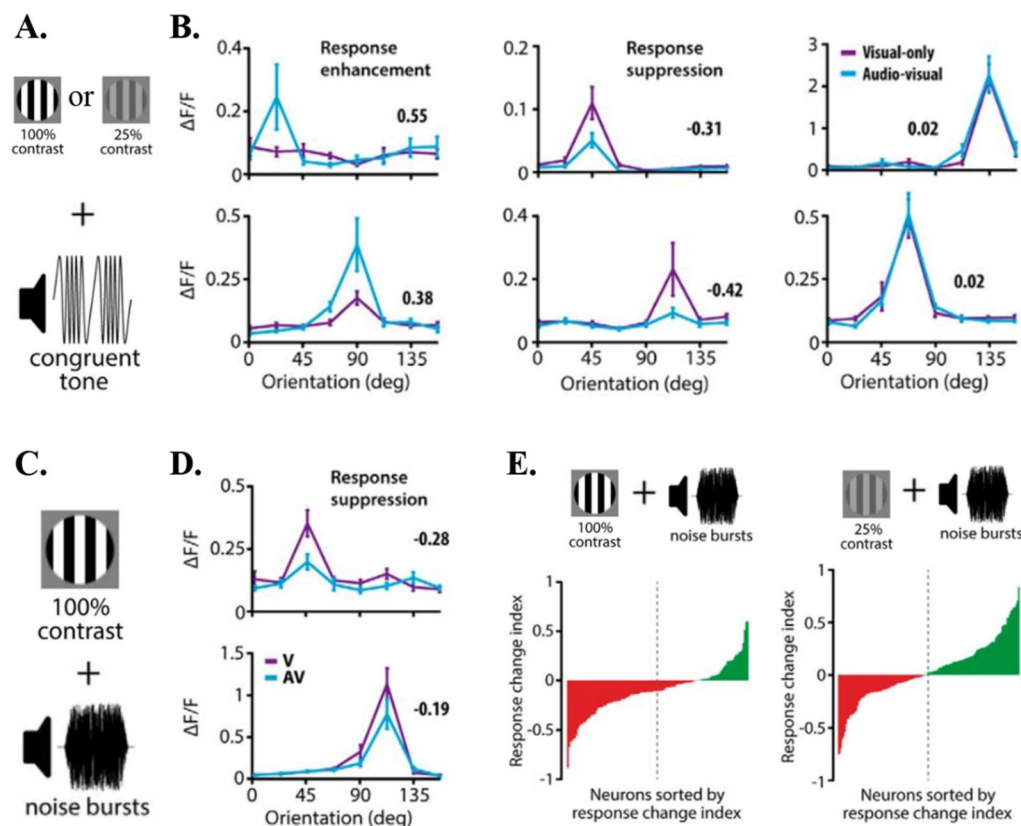 A.
or
100%
contrast
25%
contrast
+
congruent
tone
B.
Response
enhancement
ΔF/F
0.4
0.2
0
0.55
Response
suppression
0.2
0.1
0
-0.31
Visual-only
Audio-visual
3
2
1
0
0.02
ΔF/F
0.5
0.25
0
0.38
0 45 90 135
Orientation (deg)
0.4
0.2
0
-0.42
0 45 90 135
Orientation (deg)
0.5
0.25
0
0.02
0 45 90 135
Orientation (deg)
C.
100%
contrast
+
noise bursts
D.
Response
suppression
ΔF/F
0.5
0.25
0
-0.28
V
AV
ΔF/F
1.5
1
0.5
0
-0.19
0 45 90 135
Orientation (deg)
E.
+
100%
contrast
noise bursts
Response change index
1
0.5
0
-0.5
-1
Neurons sorted by
response change index
+
25%
contrast
noise bursts
Response change index
1
0.5
0
-0.5
-1
Neurons sorted by
response change index